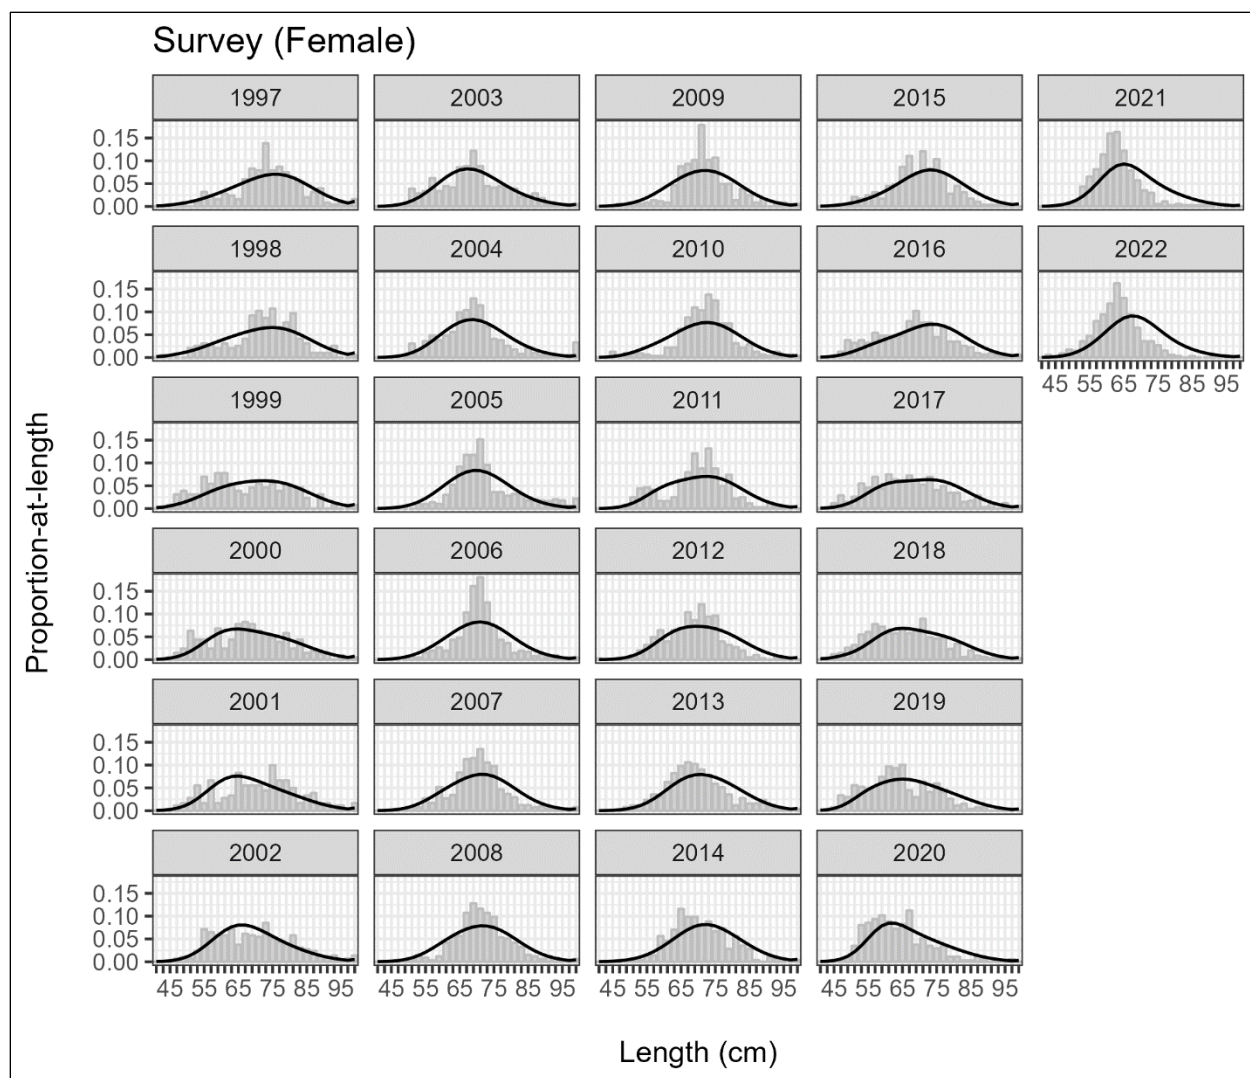 Survey (Female)
1997 2003 2009 2015 2021
0.15
0.10
0.05
0.00
1998 2004 2010 2016 2022
0.15
0.10
0.05
0.00
45 55 65 75 85 95
1999 2005 2011 2017
0.15
0.10
0.05
0.00
2000 2006 2012 2018
0.15
0.10
0.05
0.00
2001 2007 2013 2019
0.15
0.10
0.05
0.00
2002 2008 2014 2020
0.15
0.10
0.05
0.00
45 55 65 75 85 95 45 55 65 75 85 95 45 55 65 75 85 95 45 55 65 75 85 95
Proportion-at-length
Length (cm)